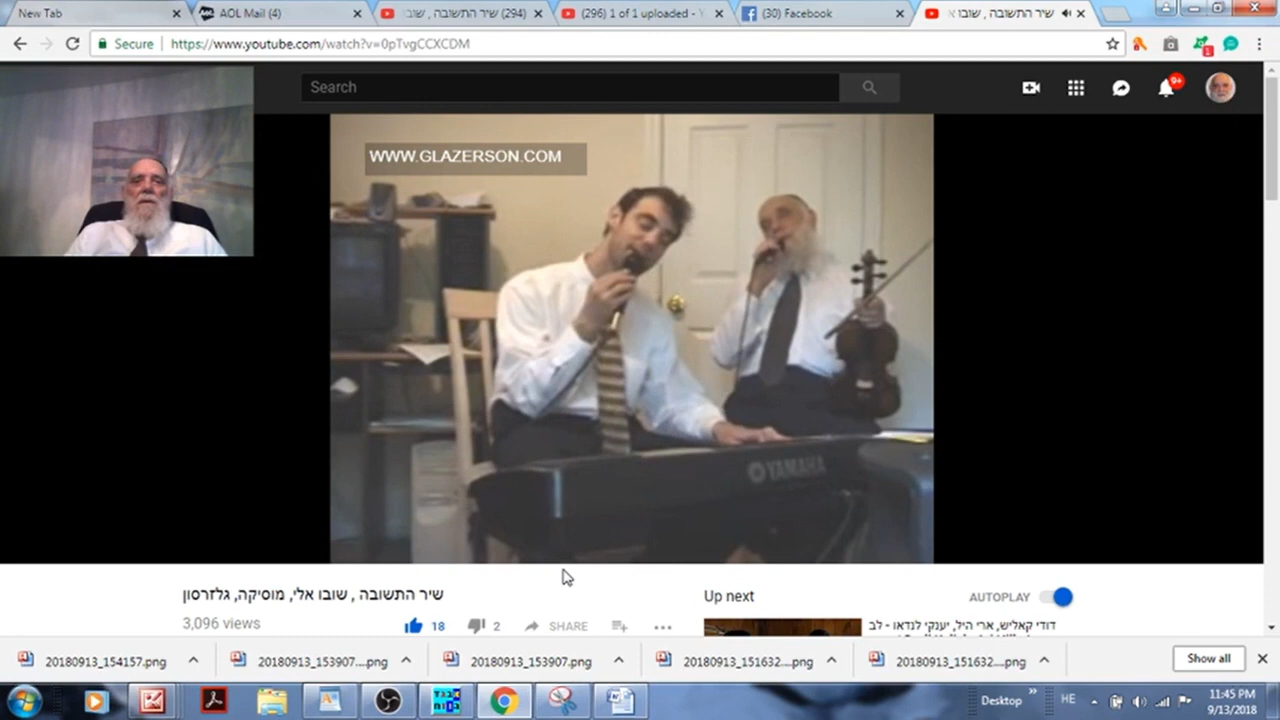 New Tab
AOL Mail (4)
שיר התשובה , שובו (294)
(296) 1 of 1 uploaded - Y
(30) Facebook
שיר התשובה , שובו א
Secure
https://www.youtube.com/watch?v=0pTvgCCXCDM
1
Search
9+
WWW.GLAZERSON.COM
YAMAHA
שיר התשובה , שובו אלי, מוסיקה, גלזרסון
3,096 views
18
2
SHARE
Up next
AUTOPLAY
דודי קאליש, ארי היל, יענקי לנדאו - לב
20180913_154157.png
20180913_153907....png
20180913_153907.png
20180913_151632....png
20180913_151632....png
Show all
Desktop
HE
11:45 PM
9/13/2018